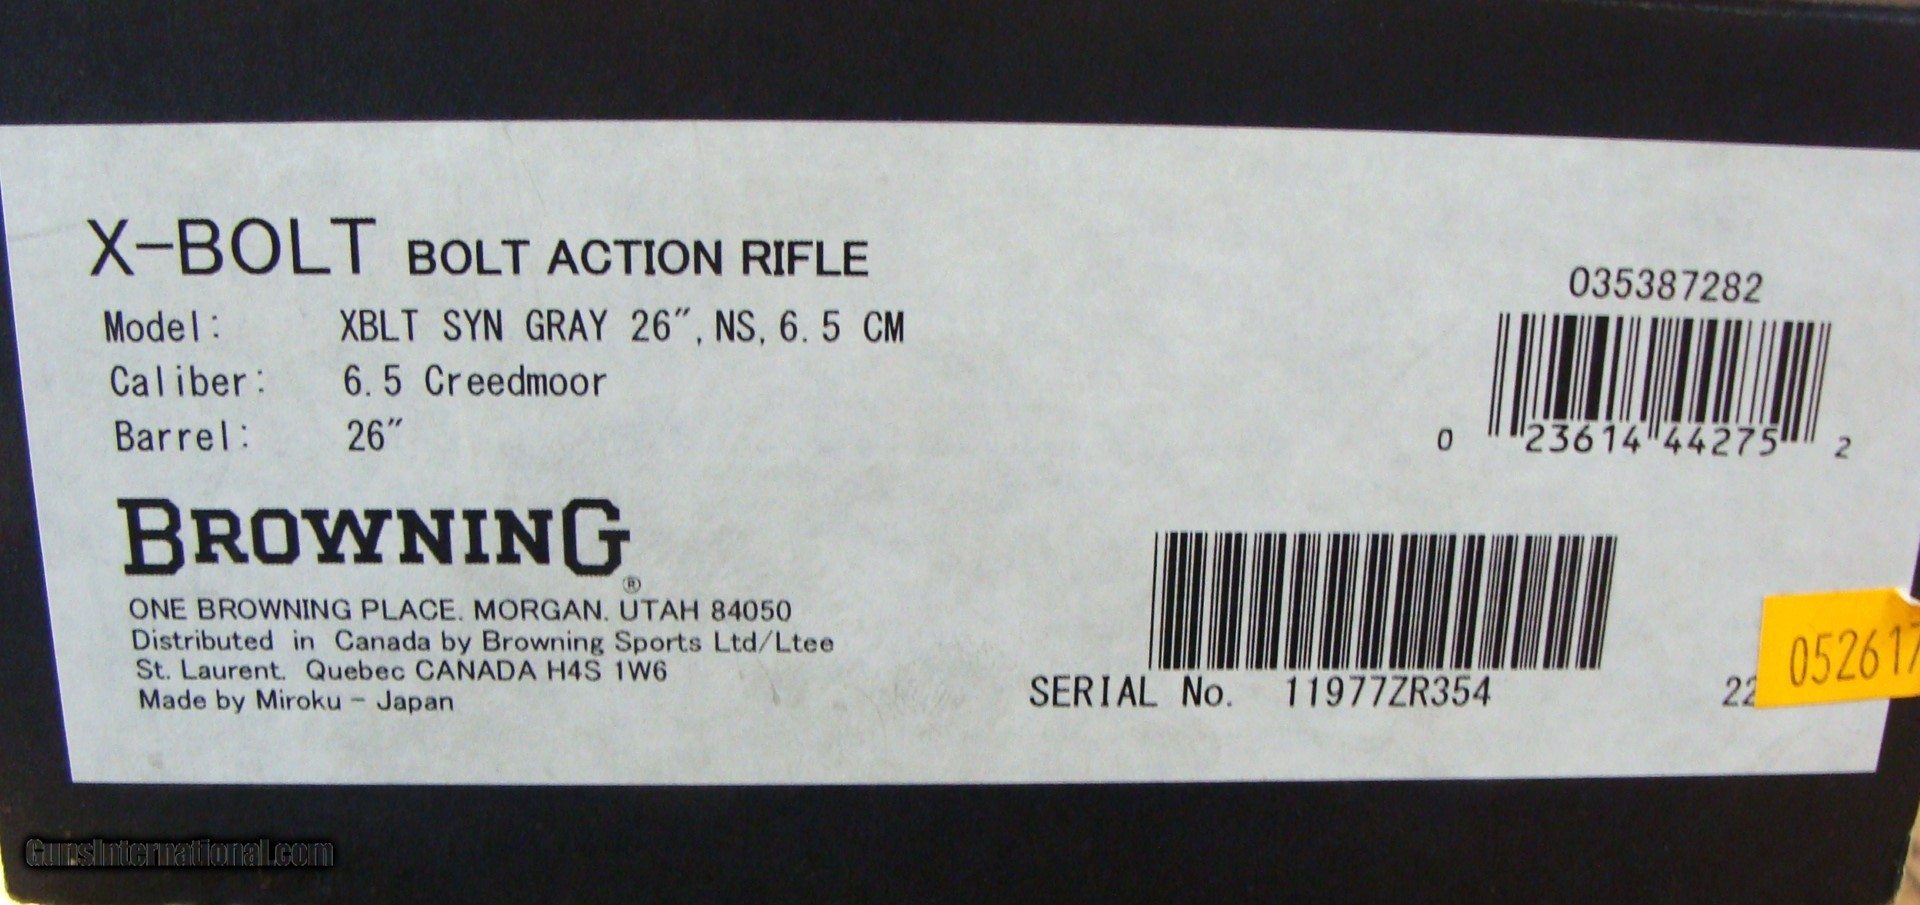 X-BOLT BOLT ACTION RIFLE
Model: XBLT SYN GRAY 26″, NS, 6.5 CM
Caliber: 6.5 Creedmoor
Barrel: 26″
035387282
0 23614 44275 2
BROWNING®
ONE BROWNING PLACE. MORGAN. UTAH 84050
Distributed in Canada by Browning Sports Ltd/Ltee
St. Laurent. Quebec CANADA H4S 1W6
Made by Miroku - Japan
SERIAL No. 11977ZR354
22
052617
GunsInternational.com